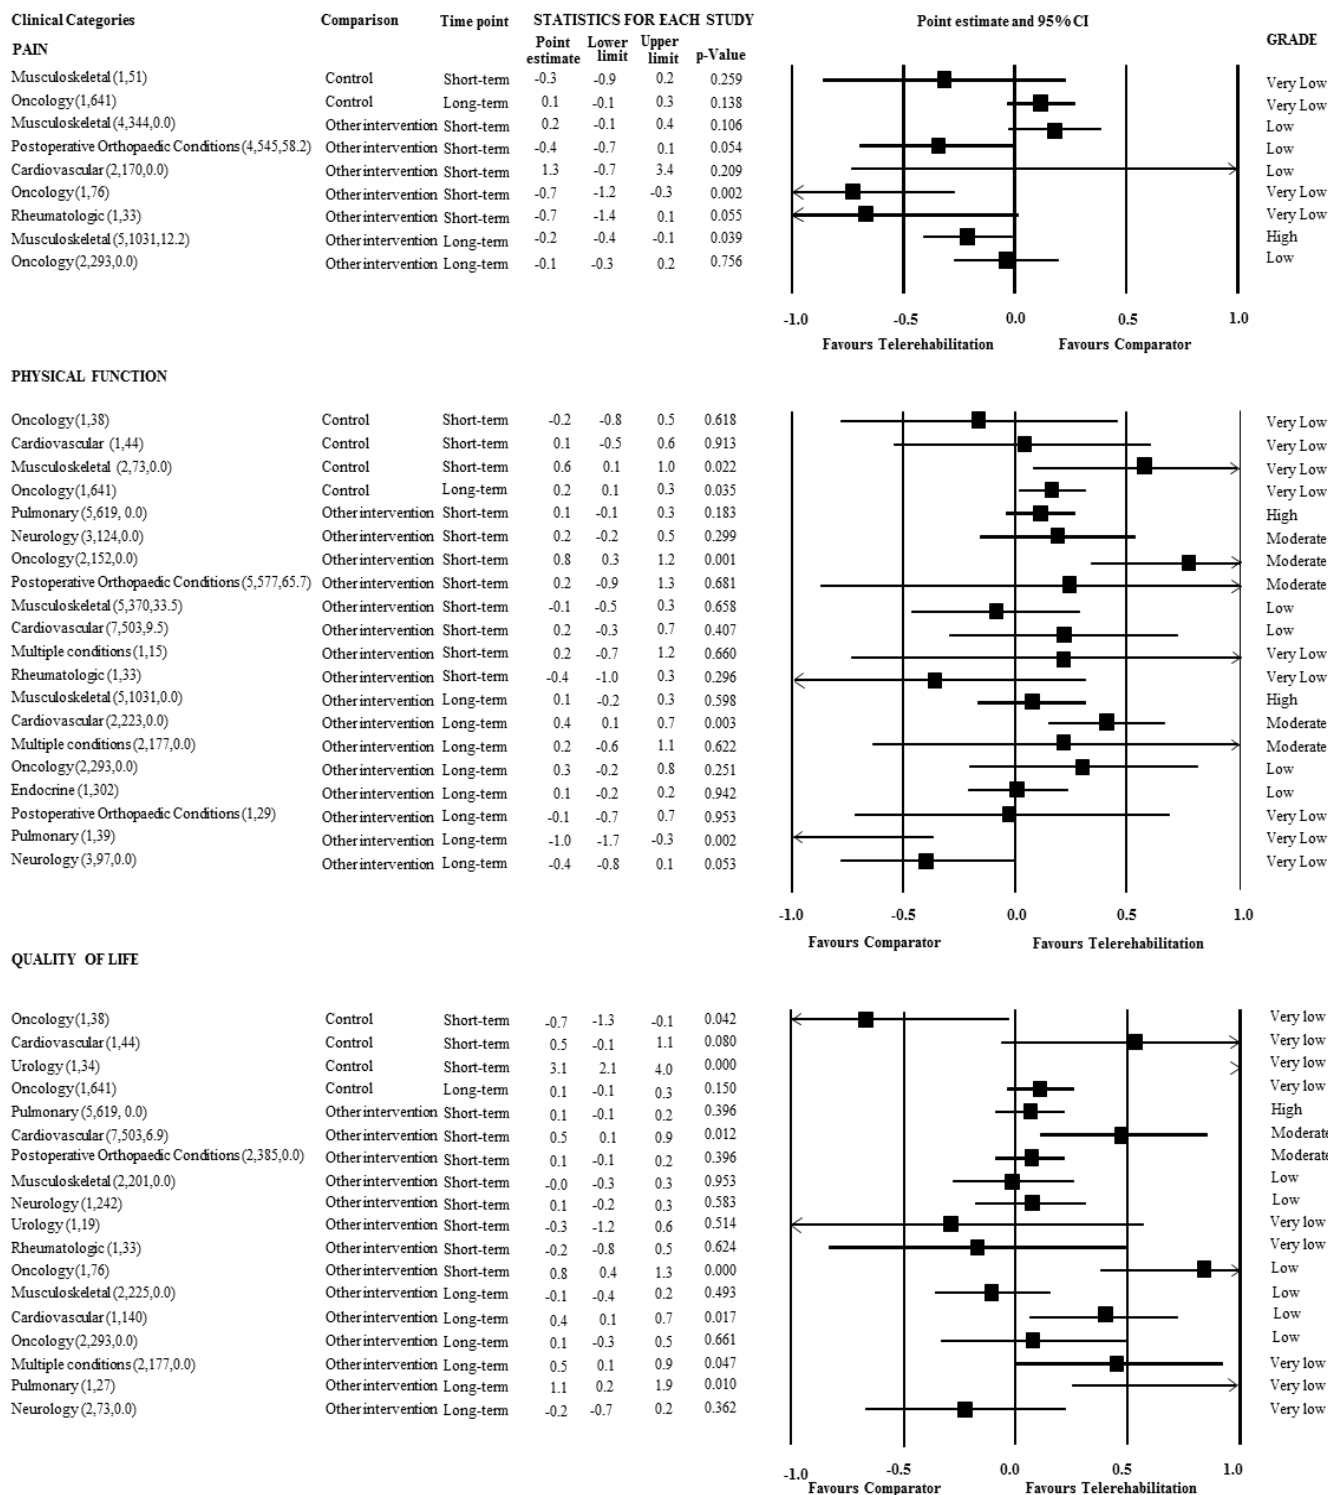 Clinical Categories Comparison Time point STATISTICS FOR EACH STUDY Point estimate and 95% CI
PAIN Point estimate Lower limit Upper limit p-Value GRADE
Musculoskeletal (1,51) Control Short-term -0.3 -0.9 0.2 0.259 Very Low
Oncology (1,641) Control Long-term 0.1 -0.1 0.3 0.138 Very Low
Musculoskeletal (4,344,0.0) Other intervention Short-term 0.2 -0.1 0.4 0.106 Low
Postoperative Orthopaedic Conditions (4,545,58.2) Other intervention Short-term -0.4 -0.7 0.1 0.054 Low
Cardiovascular (2,170,0.0) Other intervention Short-term 1.3 -0.7 3.4 0.209 Low
Oncology (1,76) Other intervention Short-term -0.7 -1.2 -0.3 0.002 Very Low
Rheumatologic (1,33) Other intervention Short-term -0.7 -1.4 0.1 0.055 Very Low
Musculoskeletal (5,1031,12.2) Other intervention Long-term -0.2 -0.4 -0.1 0.039 High
Oncology (2,293,0.0) Other intervention Long-term -0.1 -0.3 0.2 0.756 Low
-1.0 -0.5 0.0 0.5 1.0
Favours Telerehabilitation Favours Comparator
PHYSICAL FUNCTION
Oncology (1,38) Control Short-term -0.2 -0.8 0.5 0.618 Very Low
Cardiovascular (1,44) Control Short-term 0.1 -0.5 0.6 0.913 Very Low
Musculoskeletal (2,73,0.0) Control Short-term 0.6 0.1 1.0 0.022 Very Low
Oncology (1,641) Control Long-term 0.2 0.1 0.3 0.035 Very Low
Pulmonary (5,619, 0.0) Other intervention Short-term 0.1 -0.1 0.3 0.183 High
Neurology (3,124,0.0) Other intervention Short-term 0.2 -0.2 0.5 0.299 Moderate
Oncology (2,152,0.0) Other intervention Short-term 0.8 0.3 1.2 0.001 Moderate
Postoperative Orthopaedic Conditions (5,577,65.7) Other intervention Short-term 0.2 -0.9 1.3 0.681 Moderate
Musculoskeletal (5,370,33.5) Other intervention Short-term -0.1 -0.5 0.3 0.658 Low
Cardiovascular (7,503,9.5) Other intervention Short-term 0.2 -0.3 0.7 0.407 Low
Multiple conditions (1,15) Other intervention Short-term 0.2 -0.7 1.2 0.660 Very Low
Rheumatologic (1,33) Other intervention Short-term -0.4 -1.0 0.3 0.296 Very Low
Musculoskeletal (5,1031,0.0) Other intervention Long-term 0.1 -0.2 0.3 0.598 High
Cardiovascular (2,223,0.0) Other intervention Long-term 0.4 0.1 0.7 0.003 Moderate
Multiple conditions (2,177,0.0) Other intervention Long-term 0.2 -0.6 1.1 0.622 Moderate
Oncology (2,293,0.0) Other intervention Long-term 0.3 -0.2 0.8 0.251 Low
Endocrine (1,302) Other intervention Long-term 0.1 -0.2 0.2 0.942 Low
Postoperative Orthopaedic Conditions (1,29) Other intervention Long-term -0.1 -0.7 0.7 0.953 Very Low
Pulmonary (1,39) Other intervention Long-term -1.0 -1.7 -0.3 0.002 Very Low
Neurology (3,97,0.0) Other intervention Long-term -0.4 -0.8 0.1 0.053 Very Low
-1.0 -0.5 0.0 0.5 1.0
Favours Comparator Favours Telerehabilitation
QUALITY OF LIFE
Oncology (1,38) Control Short-term -0.7 -1.3 -0.1 0.042 Very low
Cardiovascular (1,44) Control Short-term 0.5 -0.1 1.1 0.080 Very low
Urology (1,34) Control Short-term 3.1 2.1 4.0 0.000 Very low
Oncology (1,641) Control Long-term 0.1 -0.1 0.3 0.150 Very low
Pulmonary (5,619, 0.0) Other intervention Short-term 0.1 -0.1 0.2 0.396 High
Cardiovascular (7,503,6.9) Other intervention Short-term 0.5 0.1 0.9 0.012 Moderate
Postoperative Orthopaedic Conditions (2,385,0.0) Other intervention Short-term 0.1 -0.1 0.2 0.396 Moderate
Musculoskeletal (2,201,0.0) Other intervention Short-term -0.0 -0.3 0.3 0.953 Low
Neurology (1,242) Other intervention Short-term 0.1 -0.2 0.3 0.583 Low
Urology (1,19) Other intervention Short-term -0.3 -1.2 0.6 0.514 Very low
Rheumatologic (1,33) Other intervention Short-term -0.2 -0.8 0.5 0.624 Very low
Oncology (1,76) Other intervention Short-term 0.8 0.4 1.3 0.000 Low
Musculoskeletal (2,225,0.0) Other intervention Long-term -0.1 -0.4 0.2 0.493 Low
Cardiovascular (1,140) Other intervention Long-term 0.4 0.1 0.7 0.017 Low
Oncology (2,293,0.0) Other intervention Long-term 0.1 -0.3 0.5 0.661 Low
Multiple conditions (2,177,0.0) Other intervention Long-term 0.5 0.1 0.9 0.047 Very low
Pulmonary (1,27) Other intervention Long-term 1.1 0.2 1.9 0.010 Very low
Neurology (2,73,0.0) Other intervention Long-term -0.2 -0.7 0.2 0.362 Very low
-1.0 -0.5 0.0 0.5 1.0
Favours Comparator Favours Telerehabilitation